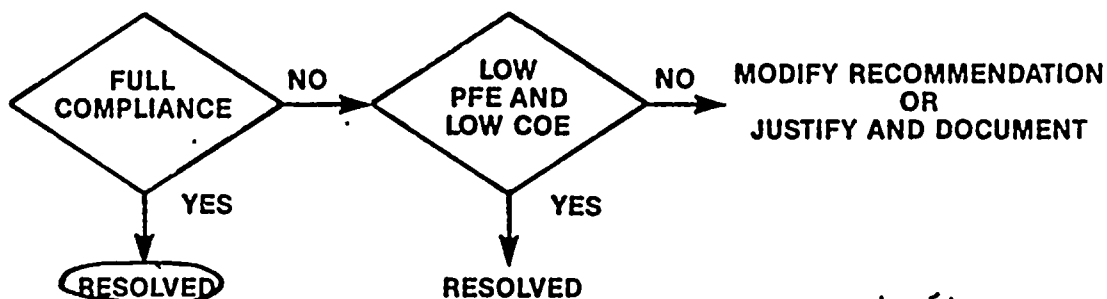 FULL
COMPLIANCE
NO
LOW
PFE AND
LOW COE
NO
MODIFY RECOMMENDATION
OR
JUSTIFY AND DOCUMENT
YES
YES
RESOLVED
RESOLVED